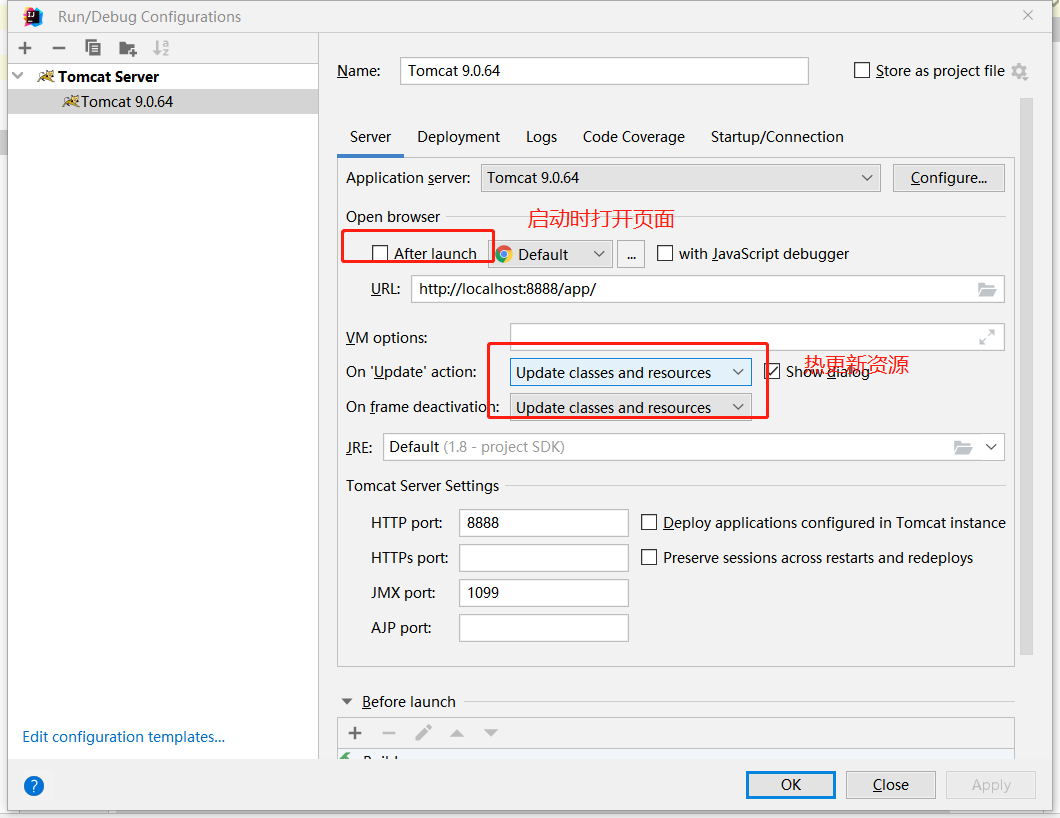 Run/Debug Configurations
Tomcat Server
Tomcat 9.0.64
Edit configuration templates...
Name: Tomcat 9.0.64 Store as project file
Server Deployment Logs Code Coverage Startup/Connection
Application server: Tomcat 9.0.64 Configure...
Open browser 启动时打开页面
After launch Default ... with JavaScript debugger
URL: http://localhost:8888/app/
VM options:
On 'Update' action: Update classes and resources Show dialog 热更新资源
On frame deactivation: Update classes and resources
JRE: Default (1.8 - project SDK)
Tomcat Server Settings
HTTP port: 8888 Deploy applications configured in Tomcat instance
HTTPs port: Preserve sessions across restarts and redeploys
JMX port: 1099
AJP port:
Before launch
OK Close Apply